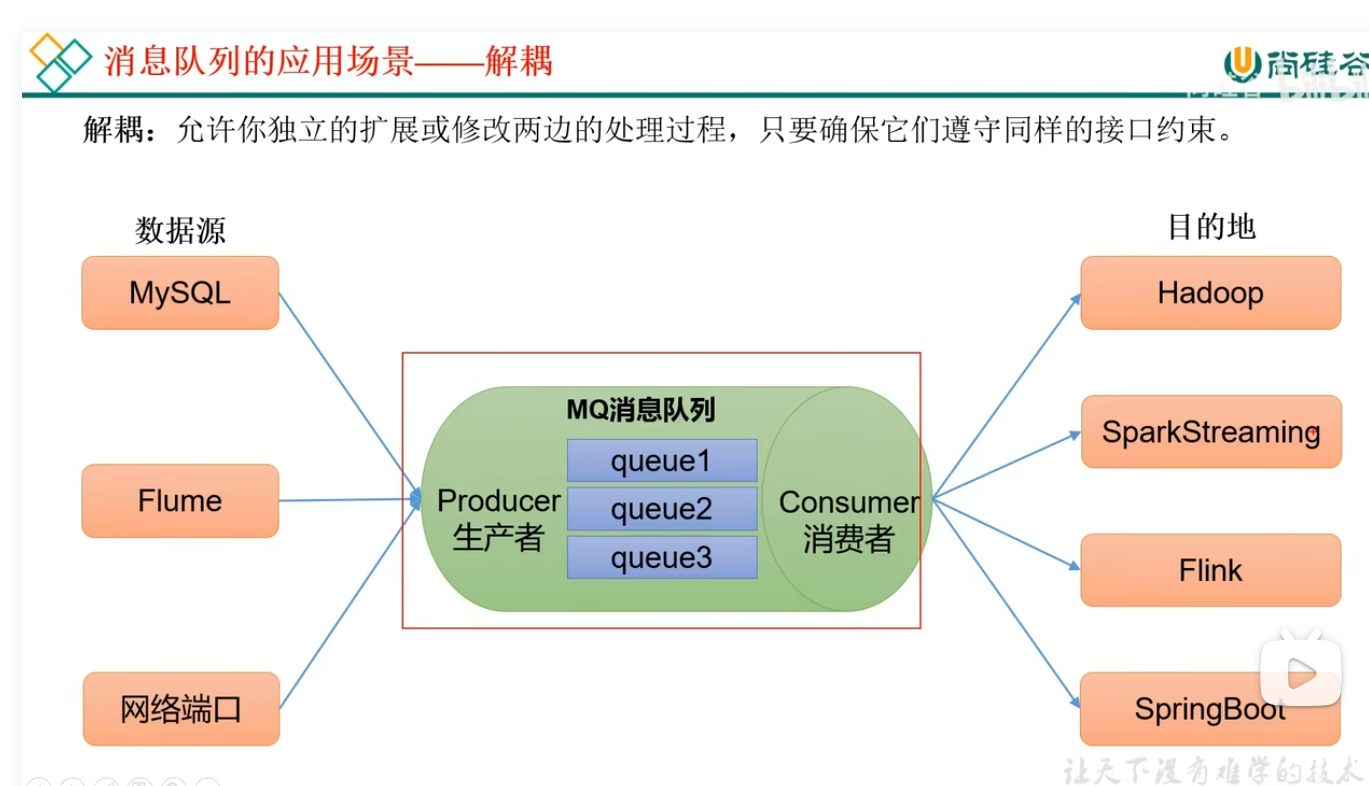 消息队列的应用场景——解耦
尚硅谷
解耦：允许你独立的扩展或修改两边的处理过程，只要确保它们遵守同样的接口约束。
数据源
目的地
MySQL
Hadoop
MQ消息队列
SparkStreaming
queue1
Flume
Producer
生产者
queue2
Consumer
消费者
queue3
Flink
网络端口
SpringBoot
让天下没有难学的技术